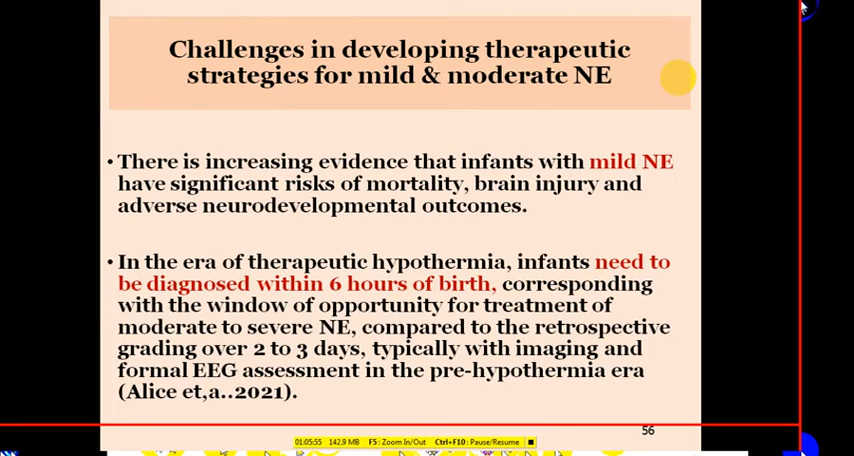 Challenges in developing therapeutic
strategies for mild & moderate NE
• There is increasing evidence that infants with mild NE
have significant risks of mortality, brain injury and
adverse neurodevelopmental outcomes.
• In the era of therapeutic hypothermia, infants need to
be diagnosed within 6 hours of birth, corresponding
with the window of opportunity for treatment of
moderate to severe NE, compared to the retrospective
grading over 2 to 3 days, typically with imaging and
formal EEG assessment in the pre-hypothermia era
(Alice et,a..2021).
56
01:05:55 142.9 MB F5: Zoom In/Out Ctrl+F10: Pause/Resume